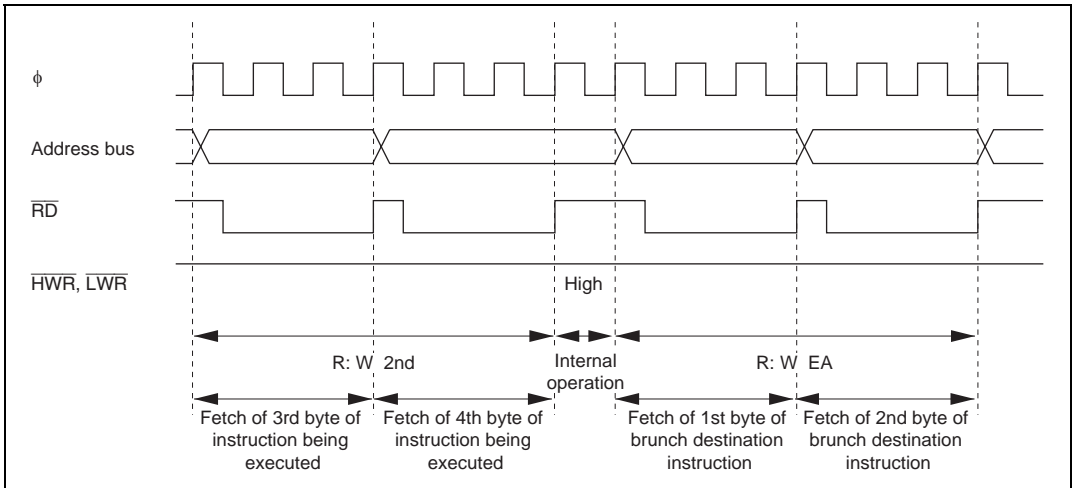 ϕ
Address bus
RD
HWR, LWR
High
R: W 2nd
Internal
operation
R: W EA
Fetch of 3rd byte of
instruction being
executed
Fetch of 4th byte of
instruction being
executed
Fetch of 1st byte of
brunch destination
instruction
Fetch of 2nd byte of
brunch destination
instruction